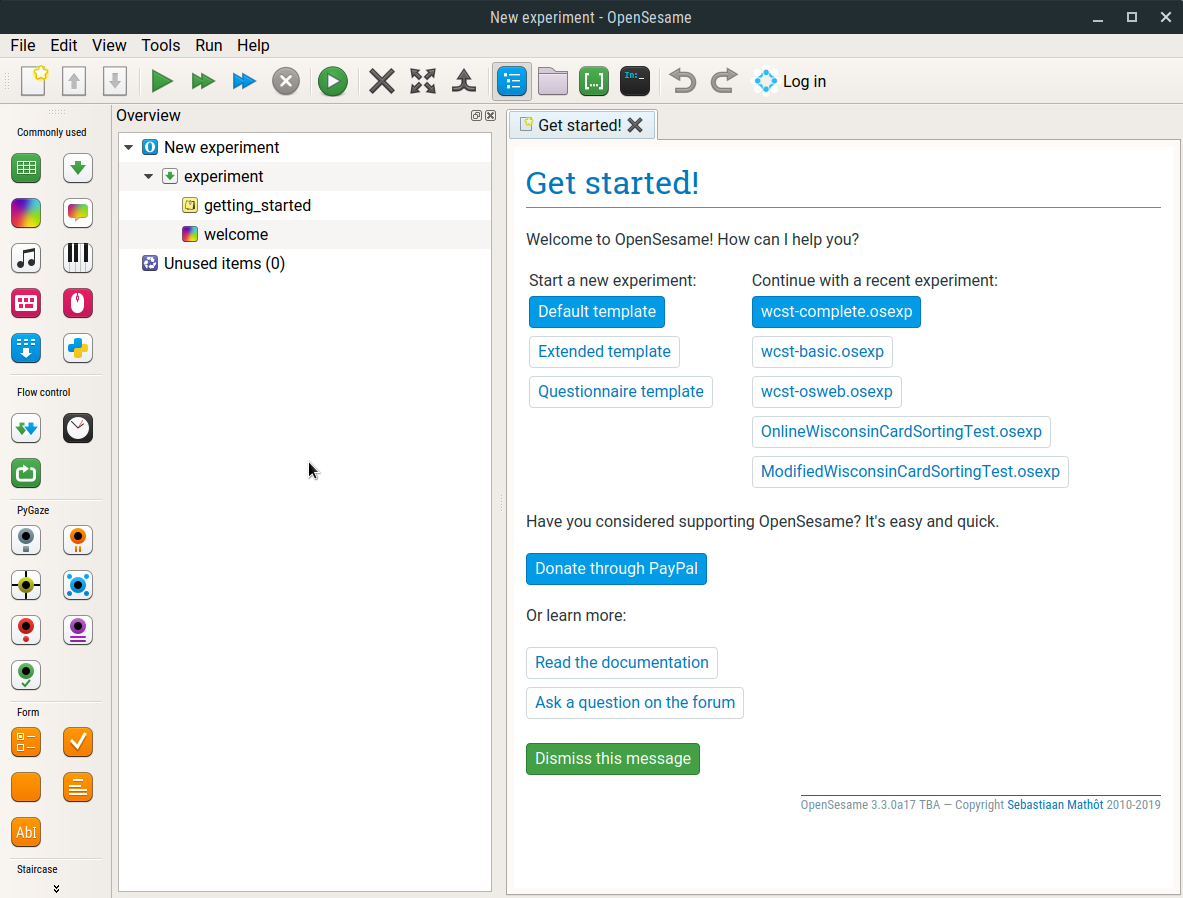 New experiment - OpenSesame
File Edit View Tools Run Help
In:_
Log in
Commonly used
Flow control
PyGaze
Form
AbI
Staircase
Overview
New experiment
experiment
getting_started
welcome
Unused items (0)
Get started!
Get started!
Welcome to OpenSesame! How can I help you?
Start a new experiment:
Default template
Extended template
Questionnaire template
Continue with a recent experiment:
wcst-complete.osexp
wcst-basic.osexp
wcst-osweb.osexp
OnlineWisconsinCardSortingTest.osexp
ModifiedWisconsinCardSortingTest.osexp
Have you considered supporting OpenSesame? It's easy and quick.
Donate through PayPal
Or learn more:
Read the documentation
Ask a question on the forum
Dismiss this message
OpenSesame 3.3.0a17 TBA — Copyright Sebastiaan Mathôt 2010-2019